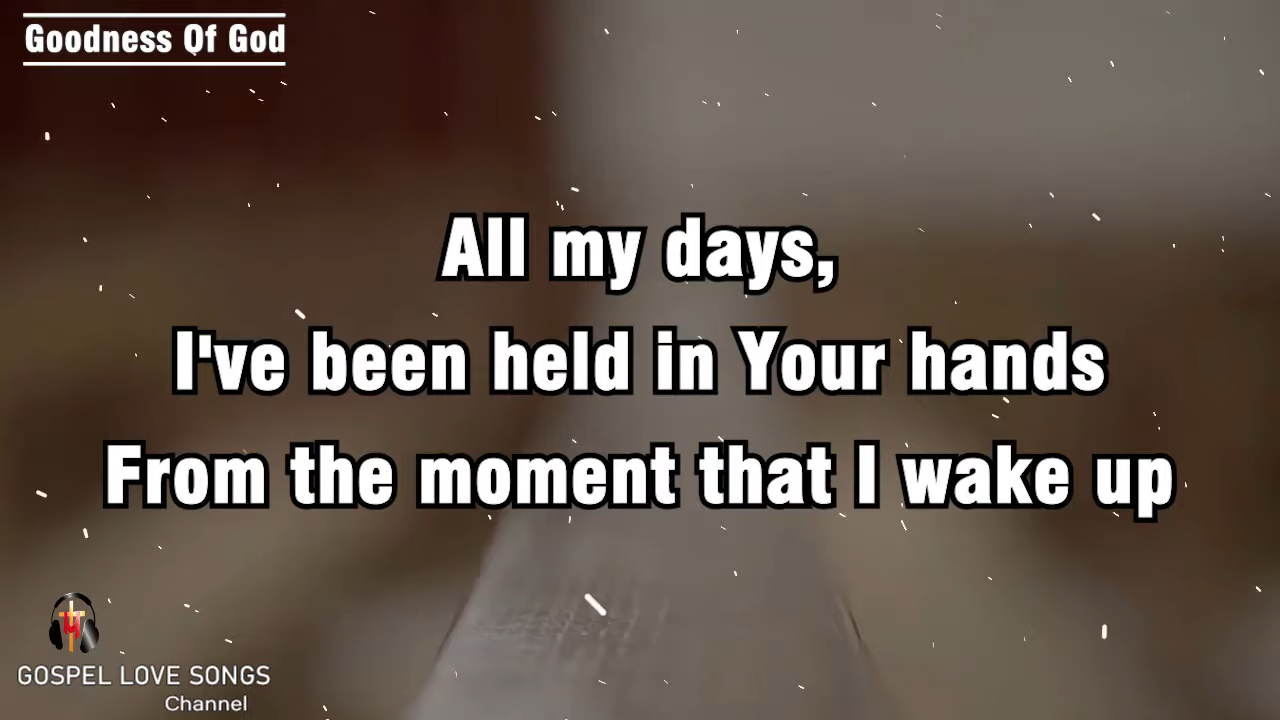 Goodness Of God
All my days,
I've been held in Your hands
From the moment that I wake up
GOSPEL LOVE SONGS
Channel